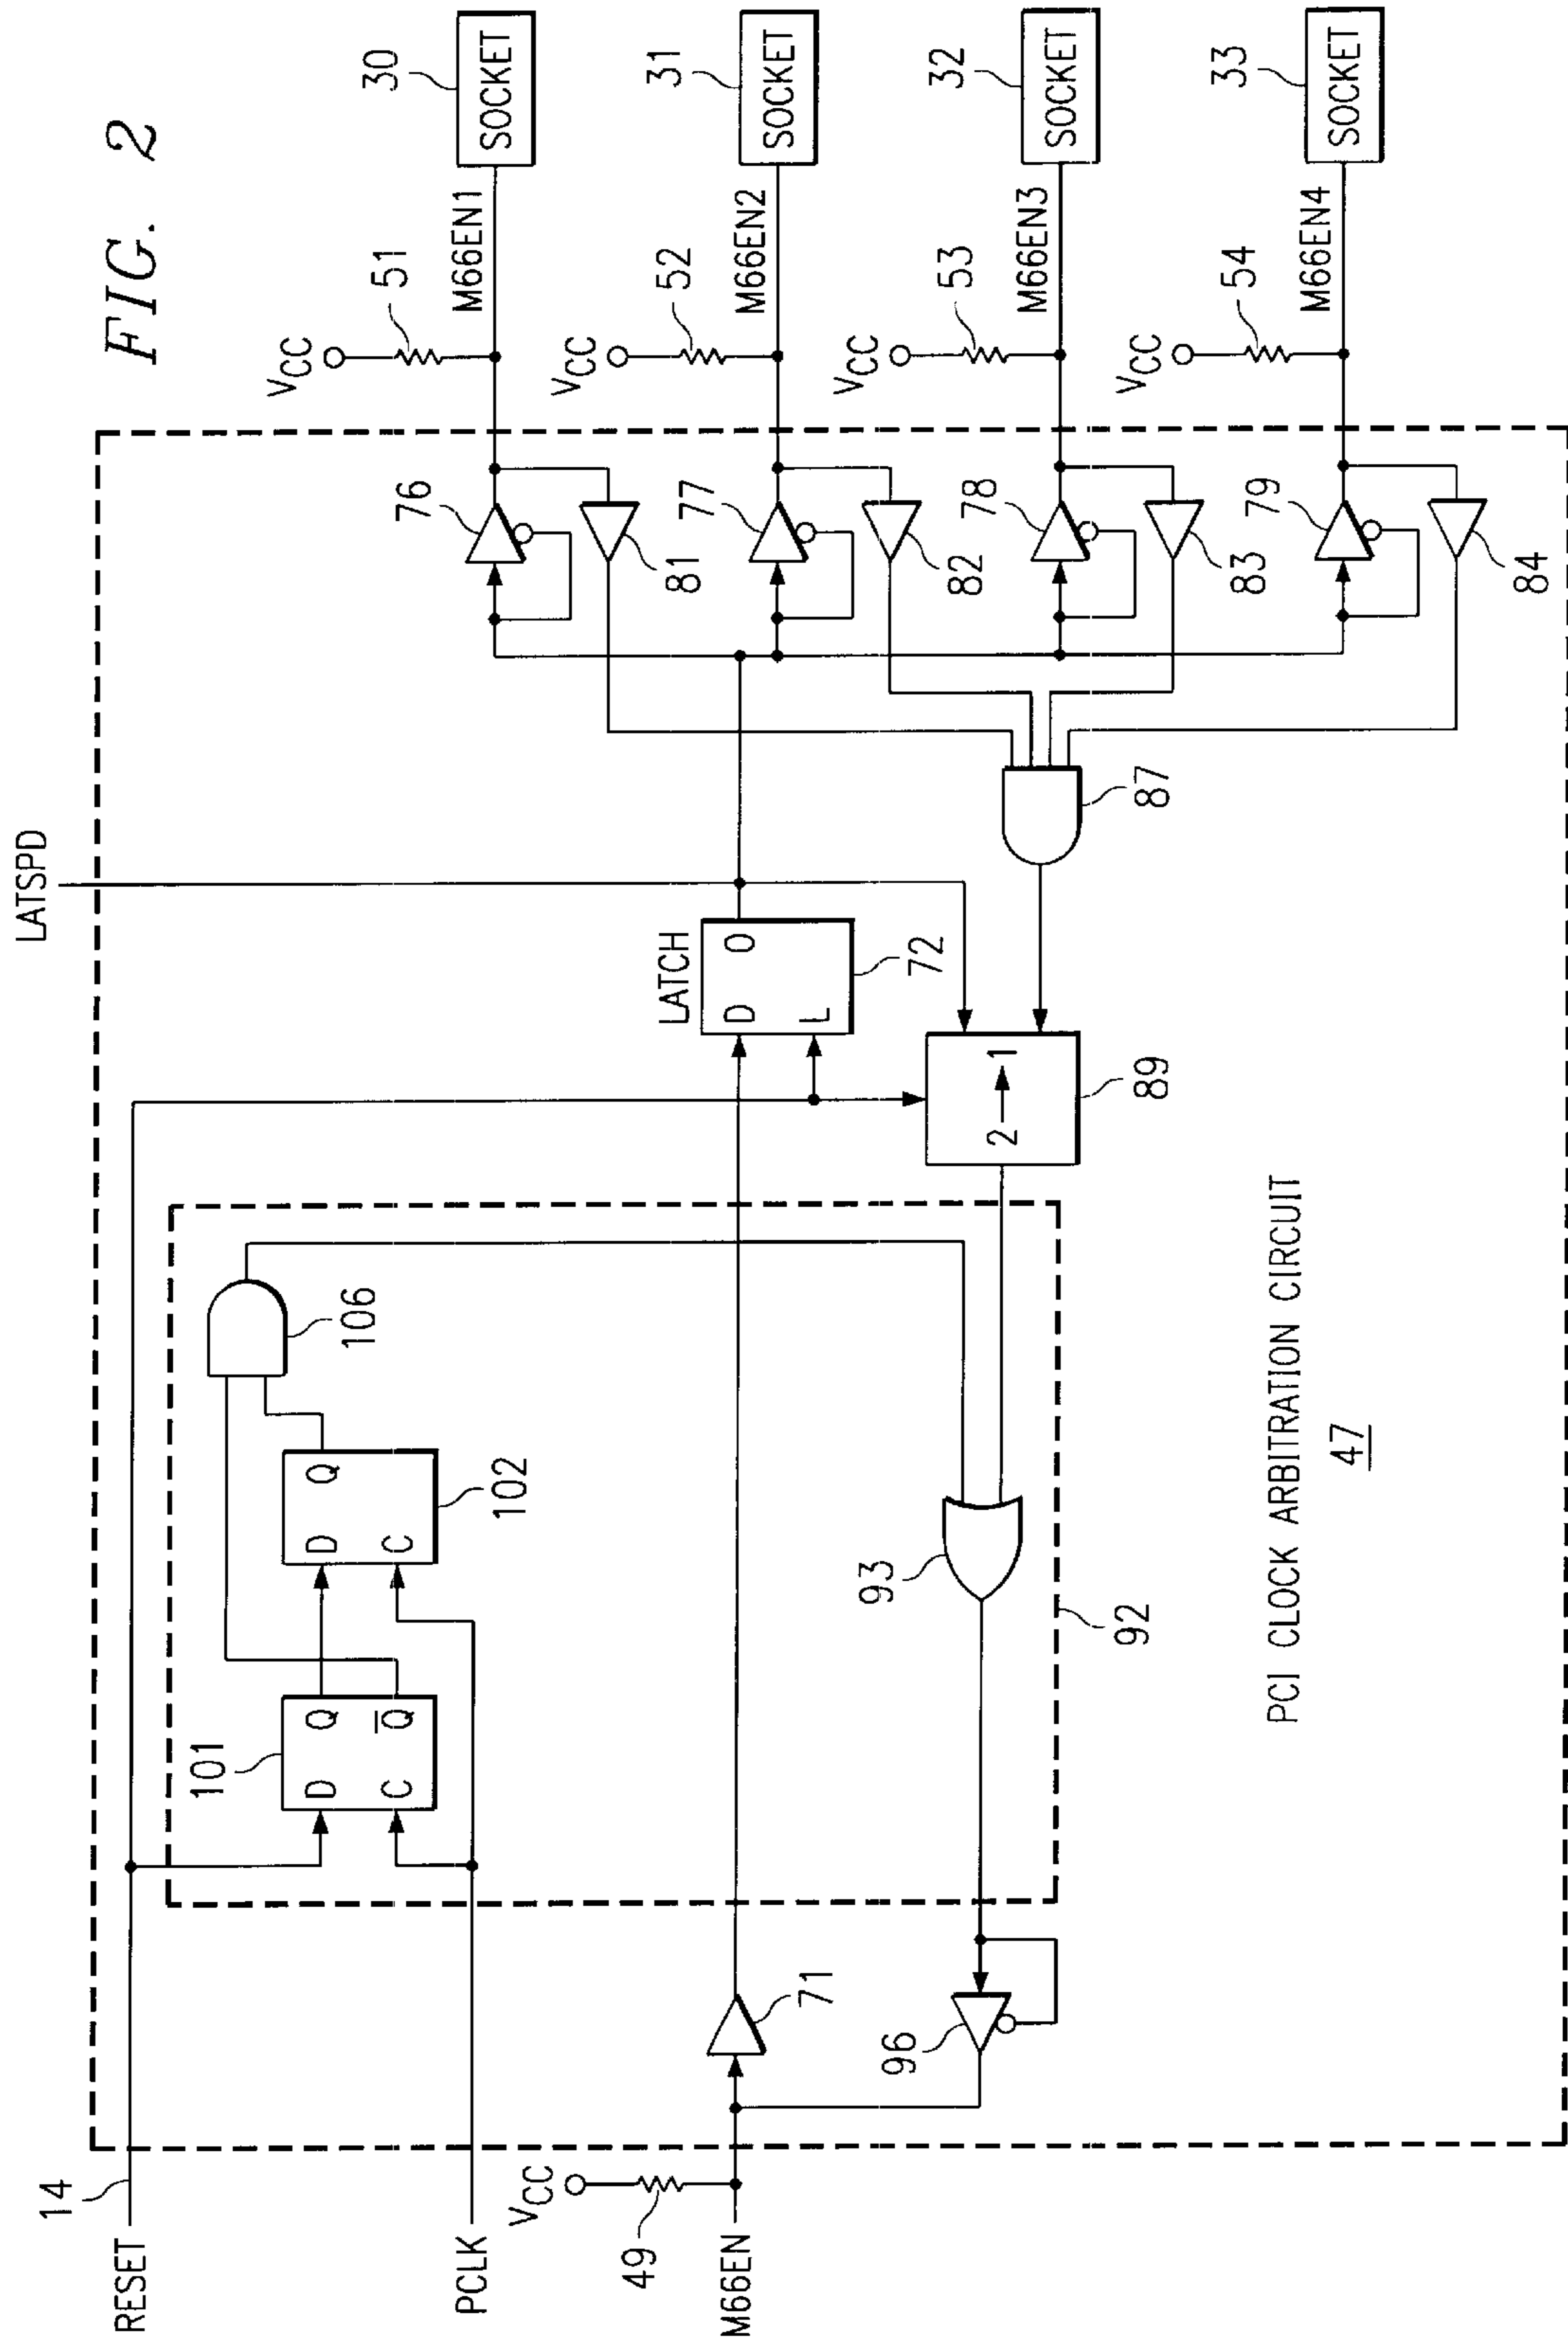 FIG. 2
RESET
14
PCLK
VCC
49
M66EN
LATSPD
101
D
Q
C
Q̅
102
D
Q
C
106
71
96
93
92
LATCH
D
O
L
72
2
1
89
87
76
81
77
82
78
83
79
84
VCC
51
M66EN1
30
SOCKET
VCC
52
M66EN2
31
SOCKET
VCC
53
M66EN3
32
SOCKET
VCC
54
M66EN4
33
SOCKET
PCI CLOCK ARBITRATION CIRCUIT
47